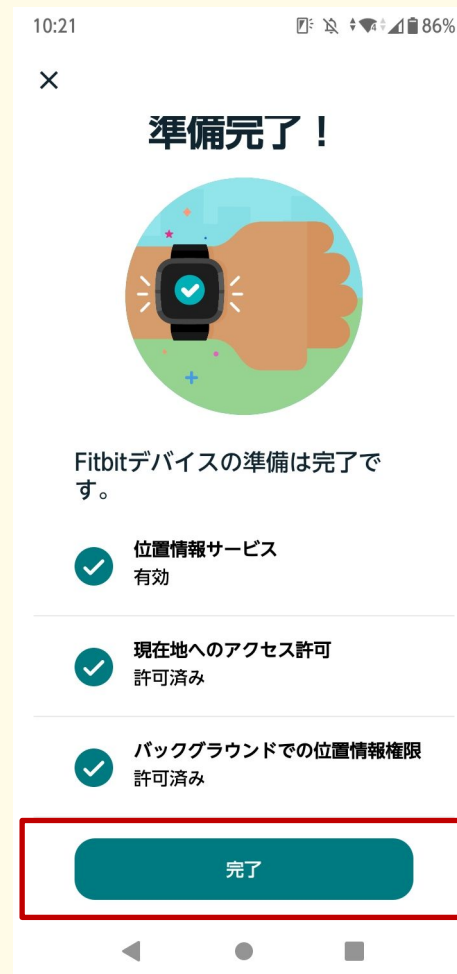 10:21
86%
準備完了！
Fitbitデバイスの準備は完了で
す。
位置情報サービス
有効
現在地へのアクセス許可
許可済み
バックグラウンドでの位置情報権限
許可済み
完了